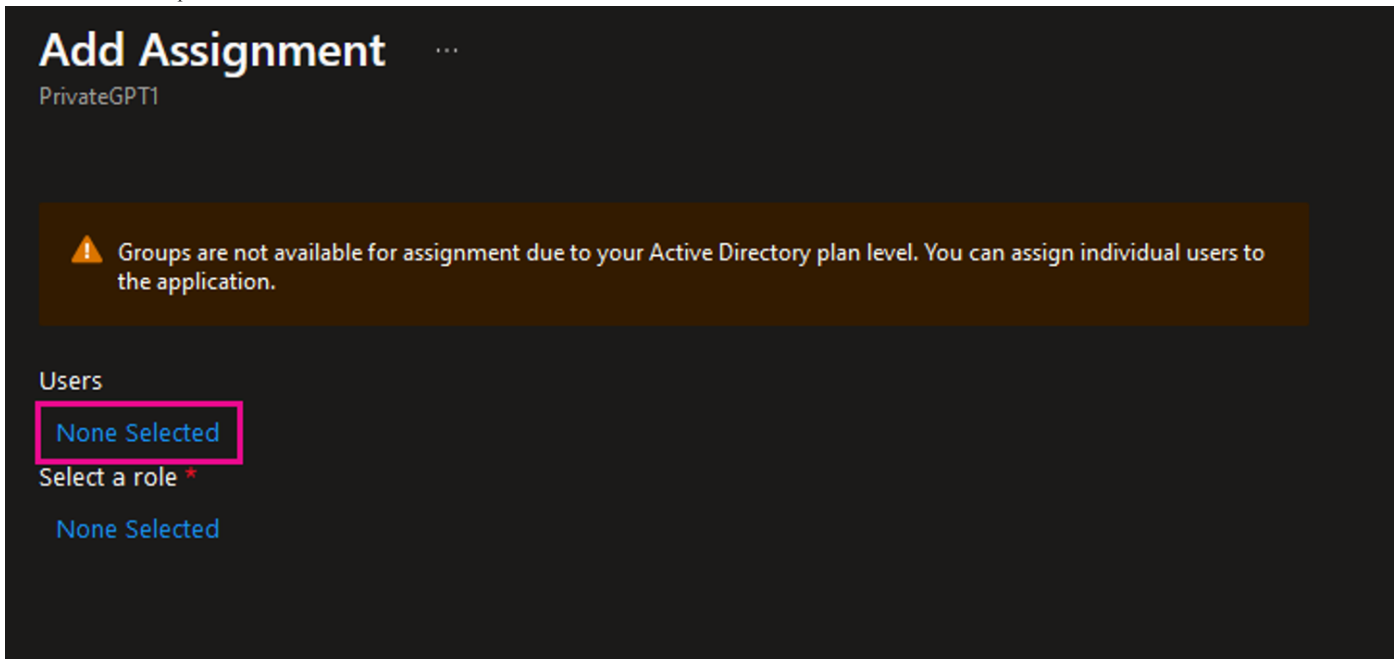 Add Assignment ...
PrivateGPT1
Groups are not available for assignment due to your Active Directory plan level. You can assign individual users to
the application.
Users
None Selected
Select a role *
None Selected